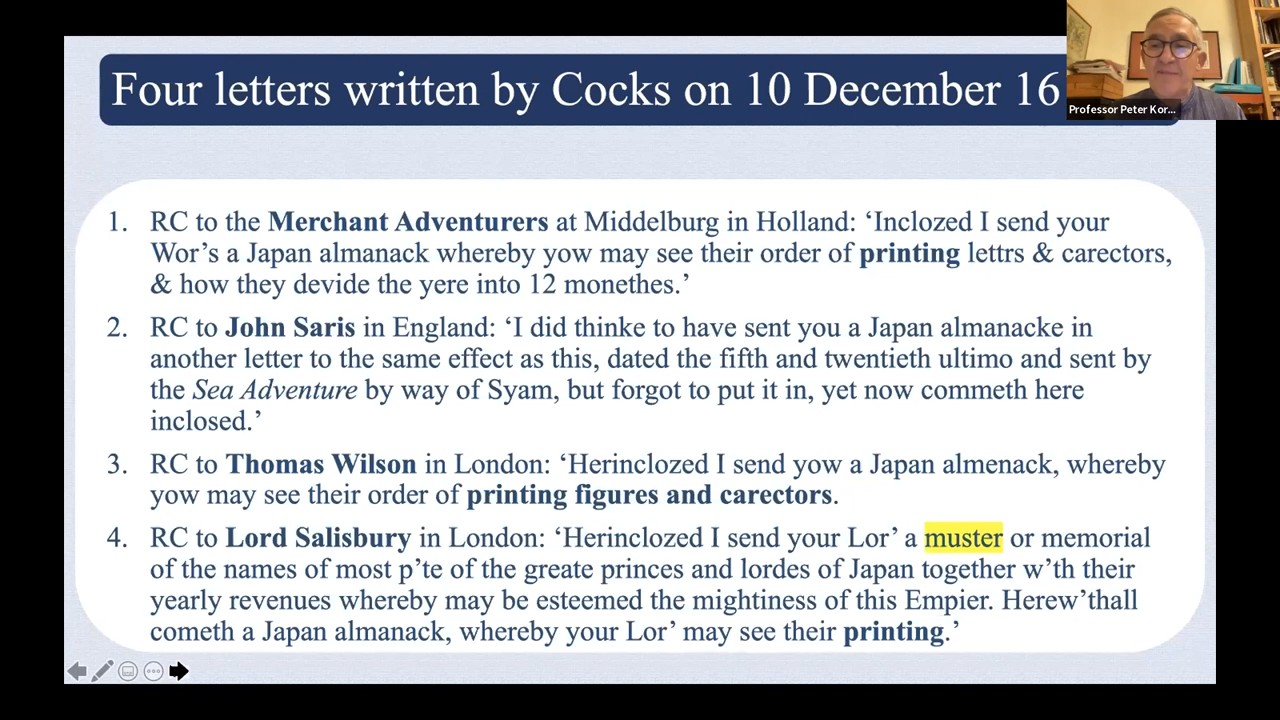 Four letters written by Cocks on 10 December 16
Professor Peter Kor...
1. RC to the Merchant Adventurers at Middelburg in Holland: ‘Inclozed I send your
Wor’s a Japan almanack whereby yow may see their order of printing lettrs & carectors,
& how they devide the yere into 12 monethes.’
2. RC to John Saris in England: ‘I did thinke to have sent you a Japan almanacke in
another letter to the same effect as this, dated the fifth and twentieth ultimo and sent by
the Sea Adventure by way of Syam, but forgot to put it in, yet now commeth here
inclosed.’
3. RC to Thomas Wilson in London: ‘Herinclozed I send yow a Japan almenack, whereby
yow may see their order of printing figures and carectors.
4. RC to Lord Salisbury in London: ‘Herinclozed I send your Lor’ a muster or memorial
of the names of most p’te of the greate princes and lordes of Japan together w’th their
yearly revenues whereby may be esteemed the mightiness of this Empier. Herew’thall
cometh a Japan almanack, whereby your Lor’ may see their printing.’